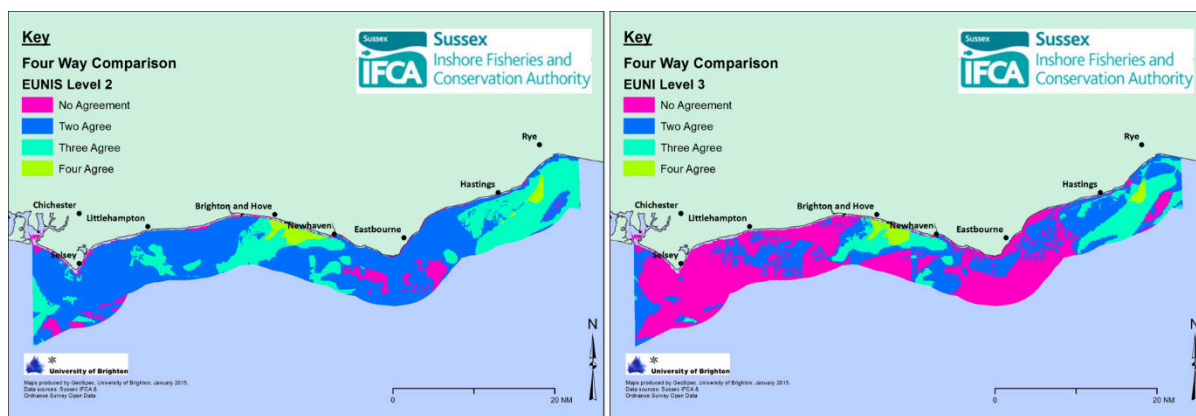 Key
Four Way Comparison
EUNIS Level 2
No Agreement
Two Agree
Three Agree
Four Agree
Sussex
IFCA
Sussex
Inshore Fisheries and
Conservation Authority
Rye
Hastings
Chichester
Littlehampton
Brighton and Hove
Newhaven
Eastbourne
Selsey
N
University of Brighton
Maps produced by GeoSpec, University of Brighton, January 2015.
Data sources: Sussex IFCA &
Ordnance Survey Open Data
0 20 NM
Key
Four Way Comparison
EUNI Level 3
No Agreement
Two Agree
Three Agree
Four Agree
Sussex
IFCA
Sussex
Inshore Fisheries and
Conservation Authority
Rye
Hastings
Chichester
Littlehampton
Brighton and Hove
Newhaven
Eastbourne
Selsey
N
University of Brighton
Maps produced by GeoSpec, University of Brighton, January 2015.
Data sources: Sussex IFCA &
Ordnance Survey Open Data
0 20 NM